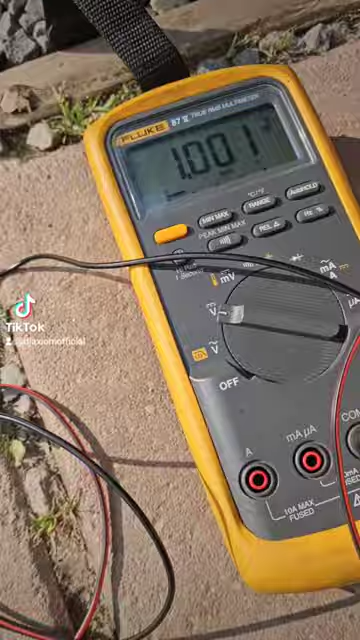 FLUKE 87 V TRUE RMS MULTIMETER
1.001
°C/°F
MIN MAX
RANGE
AutoHOLD
PEAK MIN MAX
REL Δ
Hz %
mV
mA
A
V
V
OFF
A
mA μA
COM
10A MAX
FUSED
TikTok